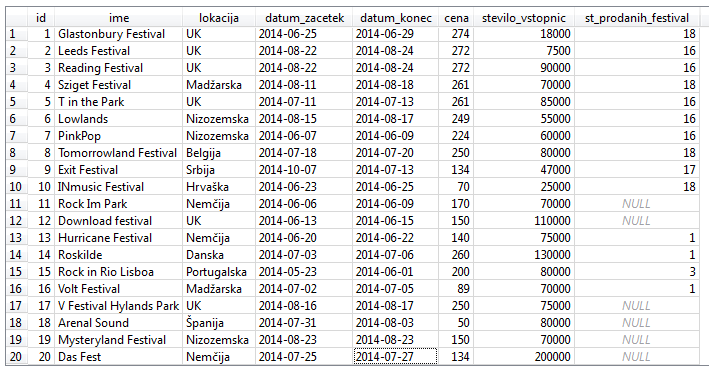 id ime lokacija datum_zacetek datum_konec cena stevilo_vstopnic st_prodanih_festival
1 1 Glastonbury Festival UK 2014-06-25 2014-06-29 274 18000 18
2 2 Leeds Festival UK 2014-08-22 2014-08-24 272 7500 16
3 3 Reading Festival UK 2014-08-22 2014-08-24 272 90000 16
4 4 Sziget Festival Madžarska 2014-08-11 2014-08-18 261 70000 18
5 5 T in the Park UK 2014-07-11 2014-07-13 261 85000 16
6 6 Lowlands Nizozemska 2014-08-15 2014-08-17 249 55000 16
7 7 PinkPop Nizozemska 2014-06-07 2014-06-09 224 60000 16
8 8 Tomorrowland Festival Belgija 2014-07-18 2014-07-20 250 80000 18
9 9 Exit Festival Srbija 2014-10-07 2014-07-13 134 47000 17
10 10 INmusic Festival Hrvaška 2014-06-23 2014-06-25 70 25000 18
11 11 Rock Im Park Nemčija 2014-06-06 2014-06-09 170 70000 NULL
12 12 Download festival UK 2014-06-13 2014-06-15 150 110000 NULL
13 13 Hurricane Festival Nemčija 2014-06-20 2014-06-22 140 75000 1
14 14 Roskilde Danska 2014-07-03 2014-07-06 260 130000 1
15 15 Rock in Rio Lisboa Portugalska 2014-05-23 2014-06-01 200 80000 3
16 16 Volt Festival Madžarska 2014-07-02 2014-07-05 89 70000 1
17 17 V Festival Hylands Park UK 2014-08-16 2014-08-17 250 75000 NULL
18 18 Arenal Sound Španija 2014-07-31 2014-08-03 50 80000 NULL
19 19 Mysteryland Festival Nizozemska 2014-08-23 2014-08-23 150 70000 NULL
20 20 Das Fest Nemčija 2014-07-25 2014-07-27 134 200000 NULL